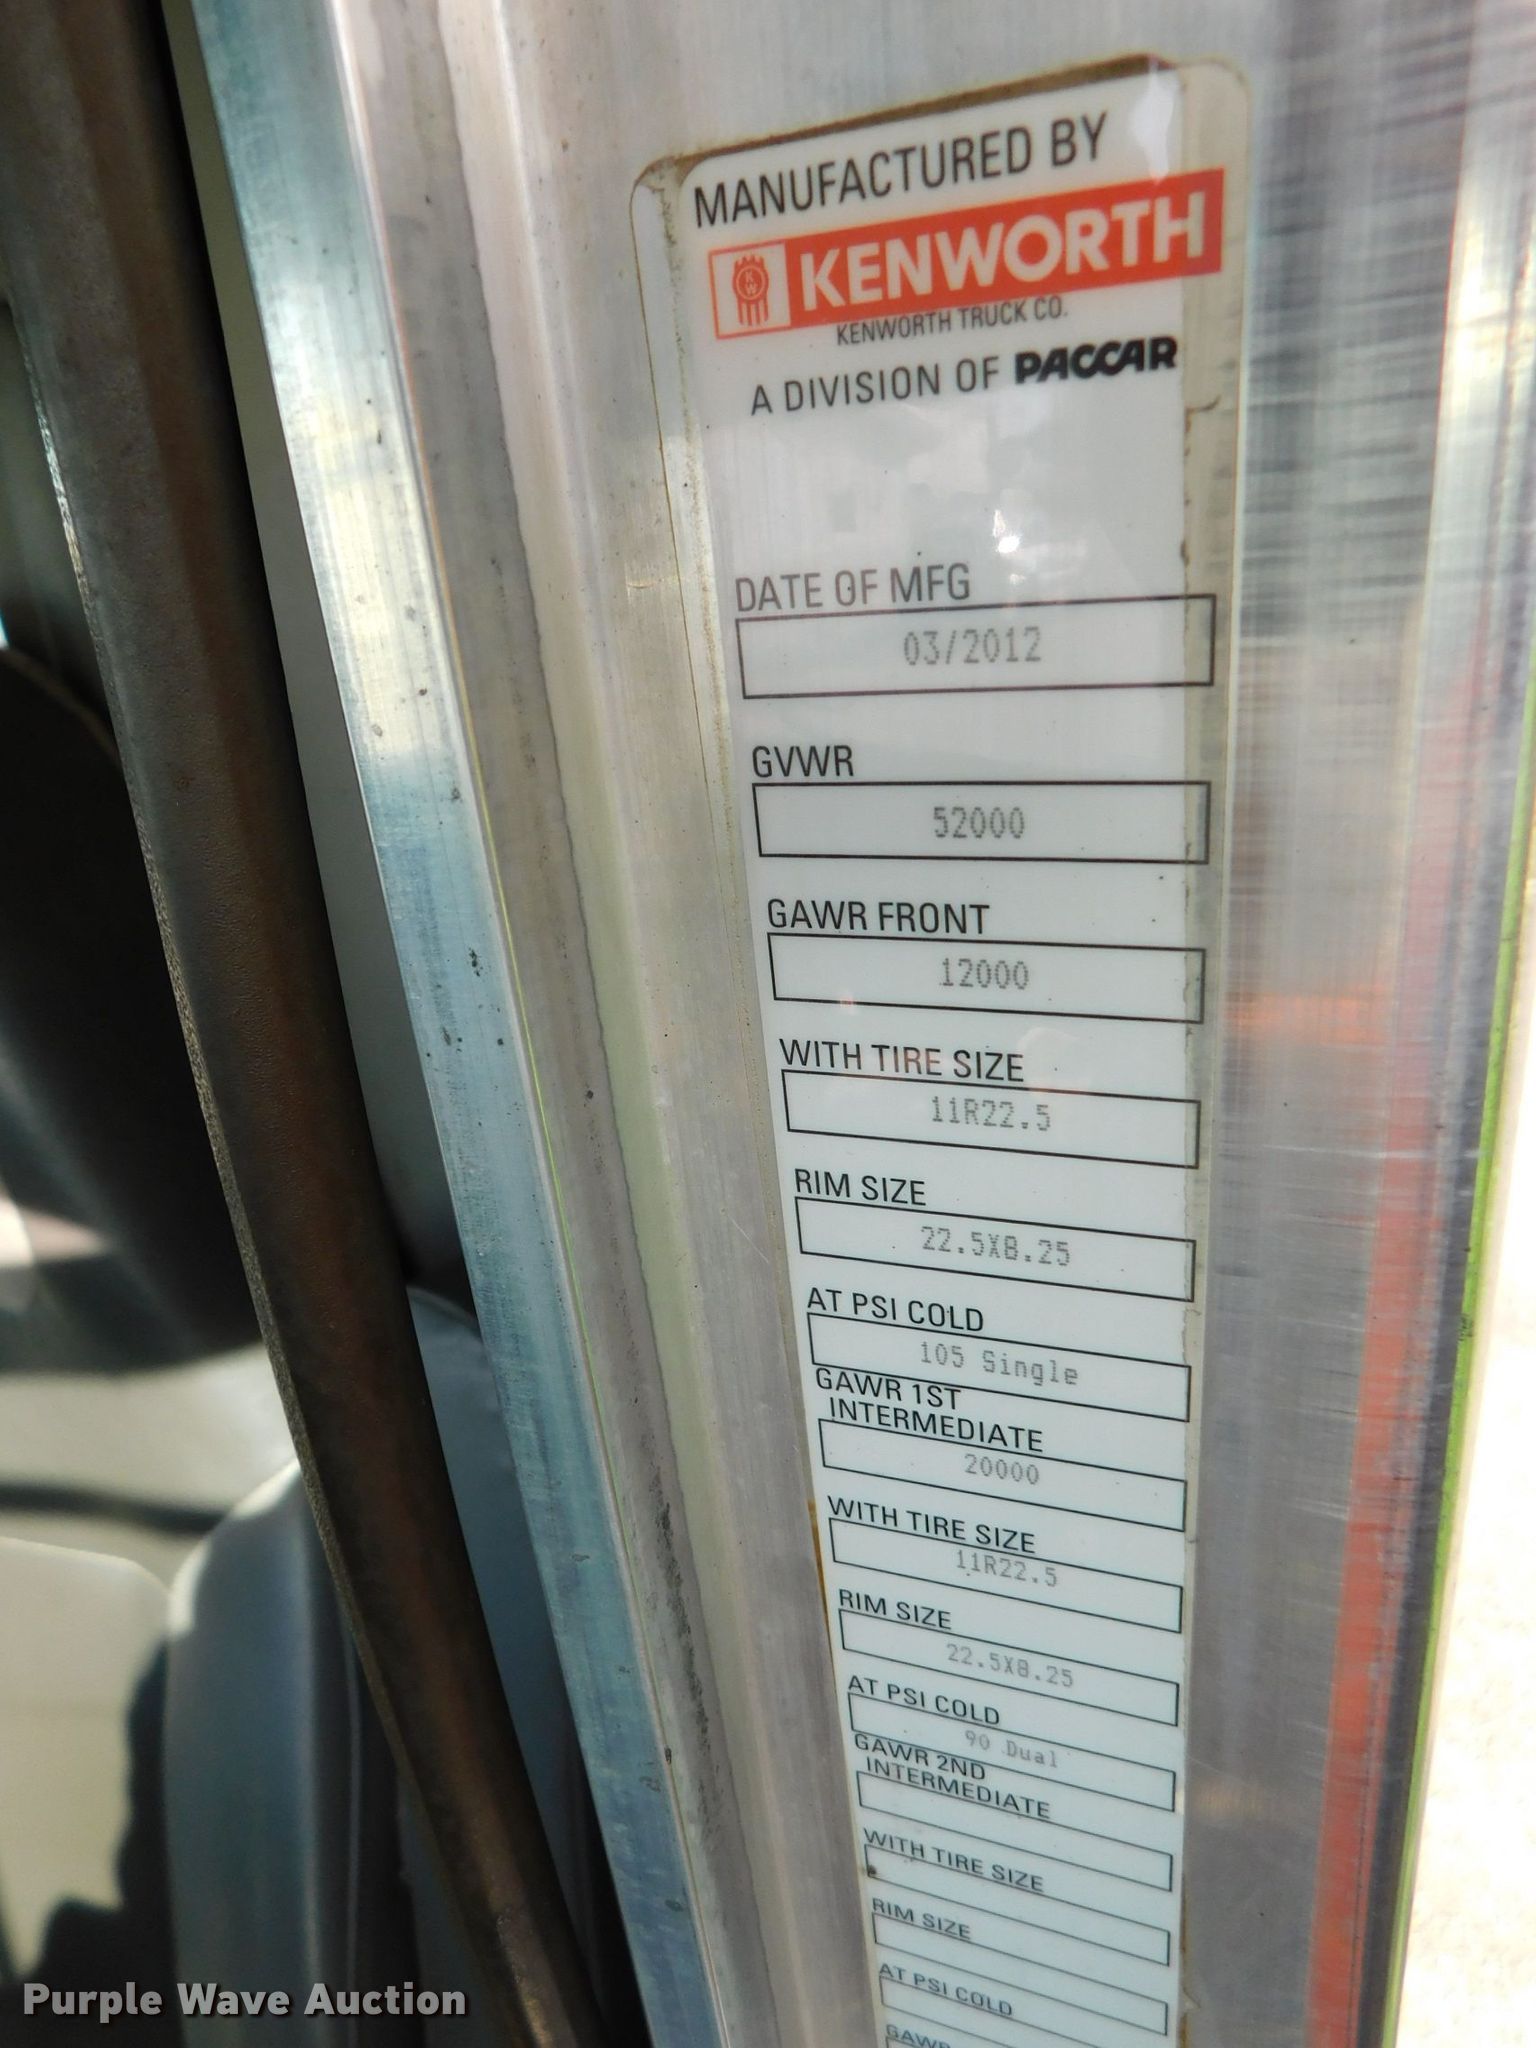 MANUFACTURED BY
KW KENWORTH
KENWORTH TRUCK CO.
A DIVISION OF PACCAR
DATE OF MFG
03/2012
GVWR
52000
GAWR FRONT
12000
WITH TIRE SIZE
11R22.5
RIM SIZE
22.5X8.25
AT PSI COLD
105 Single
GAWR 1ST
INTERMEDIATE
20000
WITH TIRE SIZE
11R22.5
RIM SIZE
22.5X8.25
AT PSI COLD
90 Dual
GAWR 2ND
INTERMEDIATE
WITH TIRE SIZE
RIM SIZE
AT PSI COLD
GAWR
Purple Wave Auction